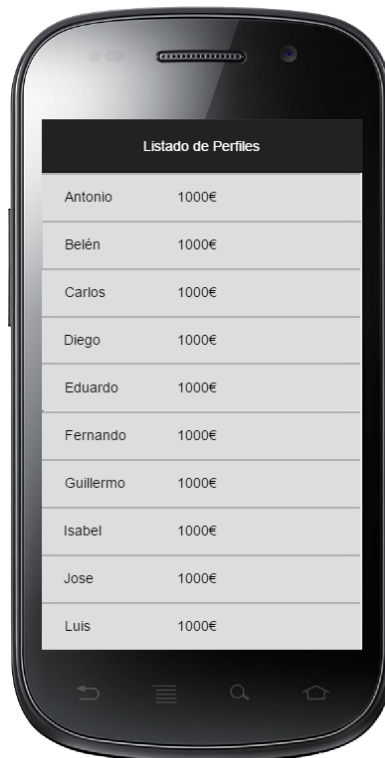 Listado de Perfiles
Antonio 1000€
Belén 1000€
Carlos 1000€
Diego 1000€
Eduardo 1000€
Fernando 1000€
Guillermo 1000€
Isabel 1000€
Jose 1000€
Luis 1000€